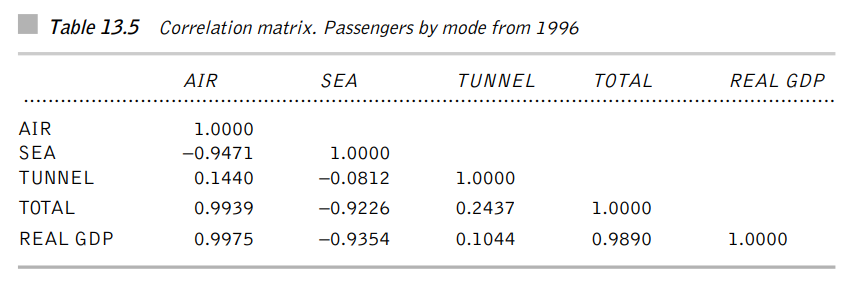 Table 13.5 Correlation matrix. Passengers by mode from 1996
AIR SEA TUNNEL TOTAL REAL GDP
AIR 1.0000
SEA –0.9471 1.0000
TUNNEL 0.1440 –0.0812 1.0000
TOTAL 0.9939 –0.9226 0.2437 1.0000
REAL GDP 0.9975 –0.9354 0.1044 0.9890 1.0000